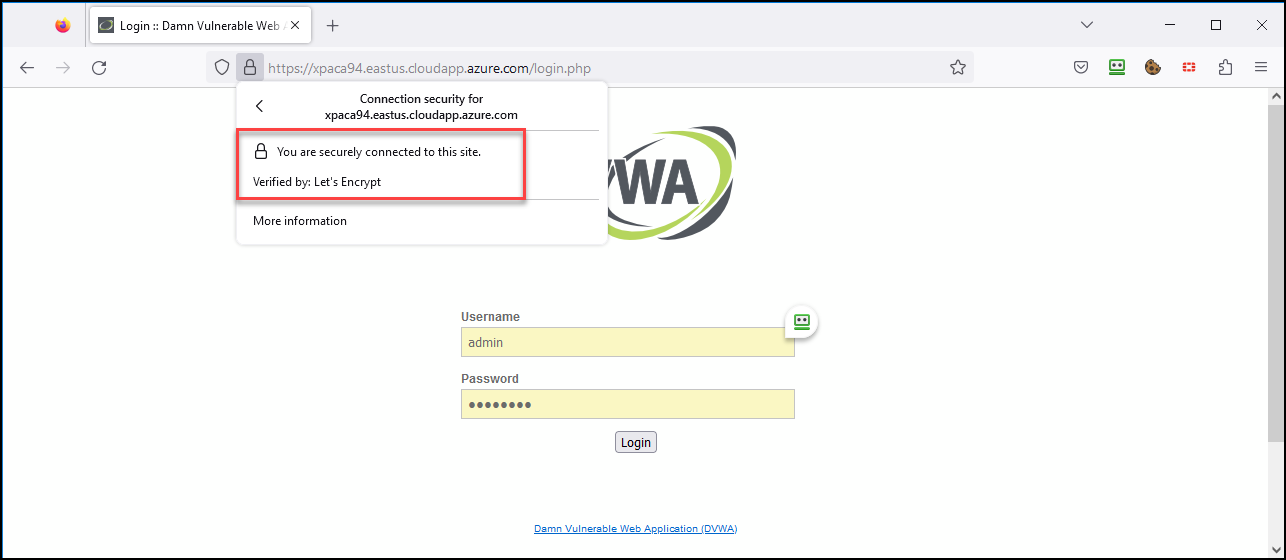 Login :: Damn Vulnerable Web A
https://xpaca94.eastus.cloudapp.azure.com/login.php
Connection security for
xpaca94.eastus.cloudapp.azure.com
You are securely connected to this site.
Verified by: Let's Encrypt
More information
WA
Username
admin
Password
Login
Damn Vulnerable Web Application (DVWA)